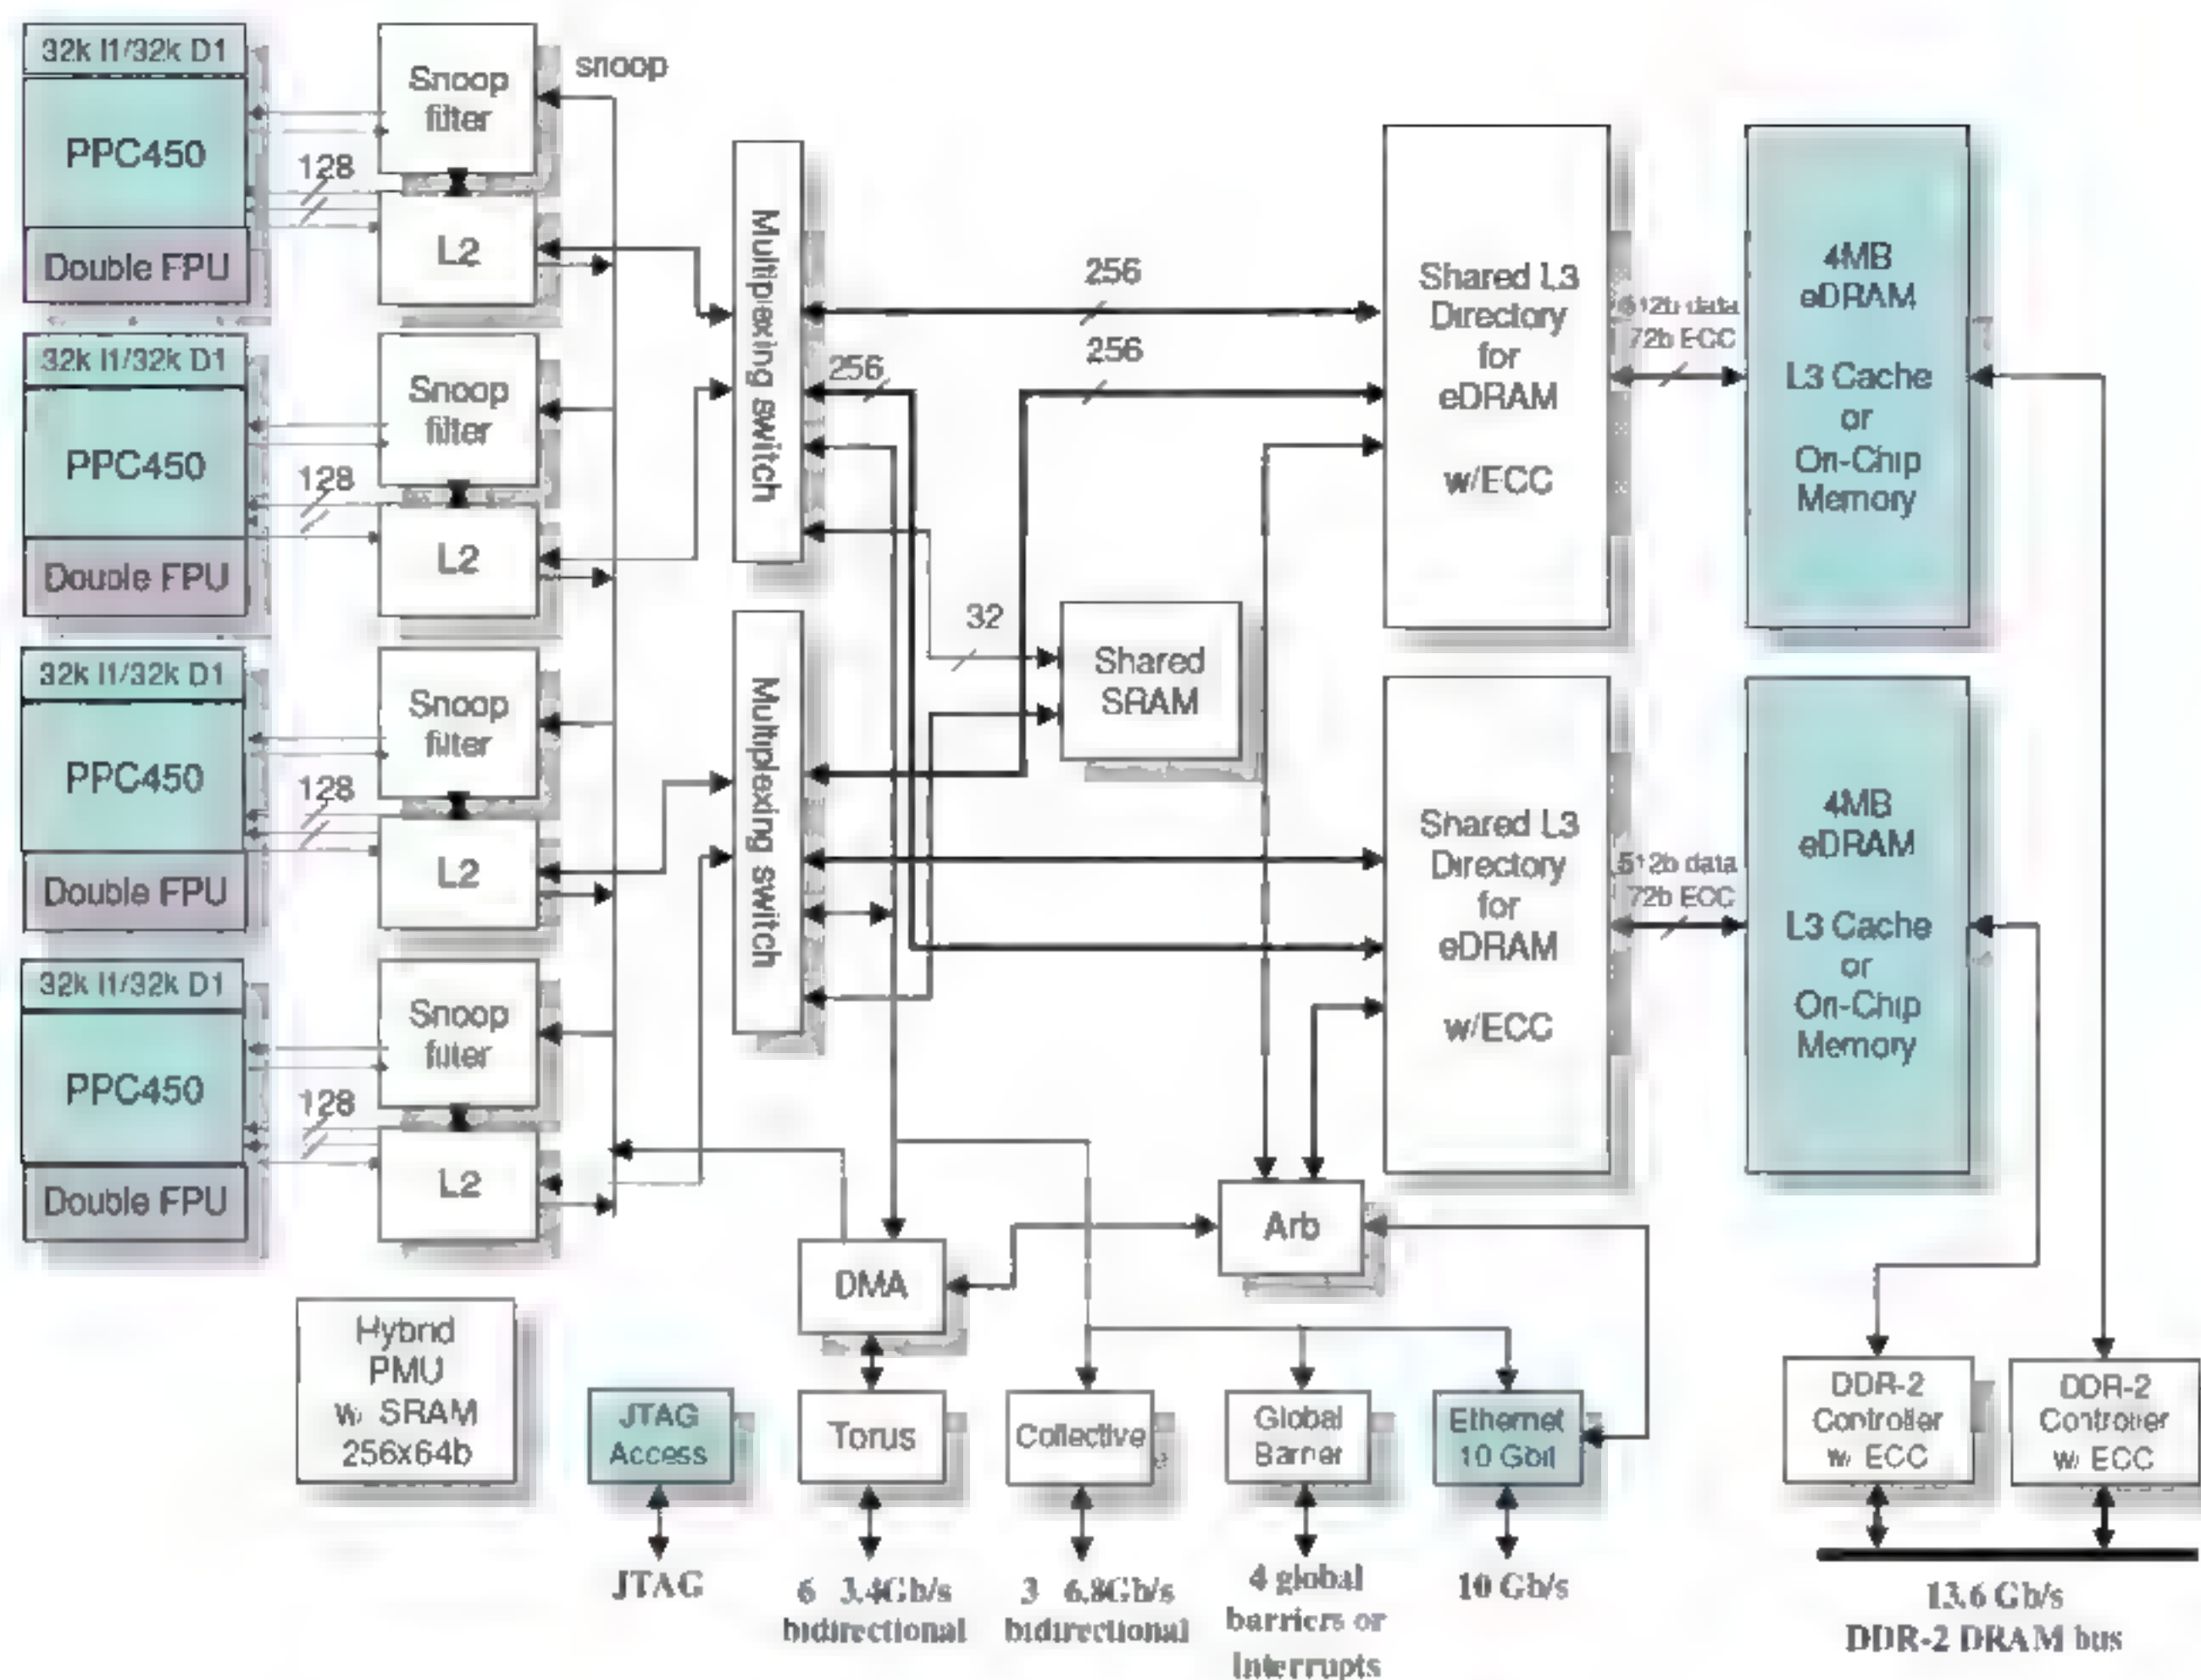 32k I1/32k D1
PPC450
Double FPU
128
Snoop
filter
L2
snoop
32k I1/32k D1
PPC450
Double FPU
128
Snoop
filter
L2
32k I1/32k D1
PPC450
Double FPU
128
Snoop
filter
L2
32k I1/32k D1
PPC450
Double FPU
128
Snoop
filter
L2
Multiplexing switch
Multiplexing switch
256
256
256
32
Shared
SRAM
Shared L3
Directory
for
eDRAM
w/ECC
512b data
72b ECC
4MB
eDRAM
L3 Cache
or
On-Chip
Memory
Shared L3
Directory
for
eDRAM
w/ECC
512b data
72b ECC
4MB
eDRAM
L3 Cache
or
On-Chip
Memory
Arb
DMA
Hybrid
PMU
w/ SRAM
256x64b
JTAG
Access
Torus
Collective
Global
Barrier
Ethernet
10 Gbit
DDR-2
Controller
w/ ECC
DDR-2
Controller
w/ ECC
JTAG
6 3.4Gb/s
bidirectional
3 6.8Gb/s
bidirectional
4 global
barriers or
Interrupts
10 Gb/s
13.6 Gb/s
DDR-2 DRAM bus